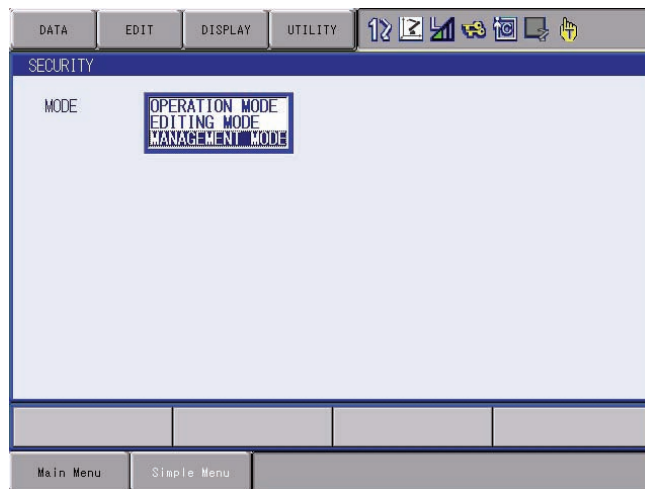 DATA EDIT DISPLAY UTILITY
SECURITY
MODE OPERATION MODE
EDITING MODE
MANAGEMENT MODE
Main Menu Simple Menu